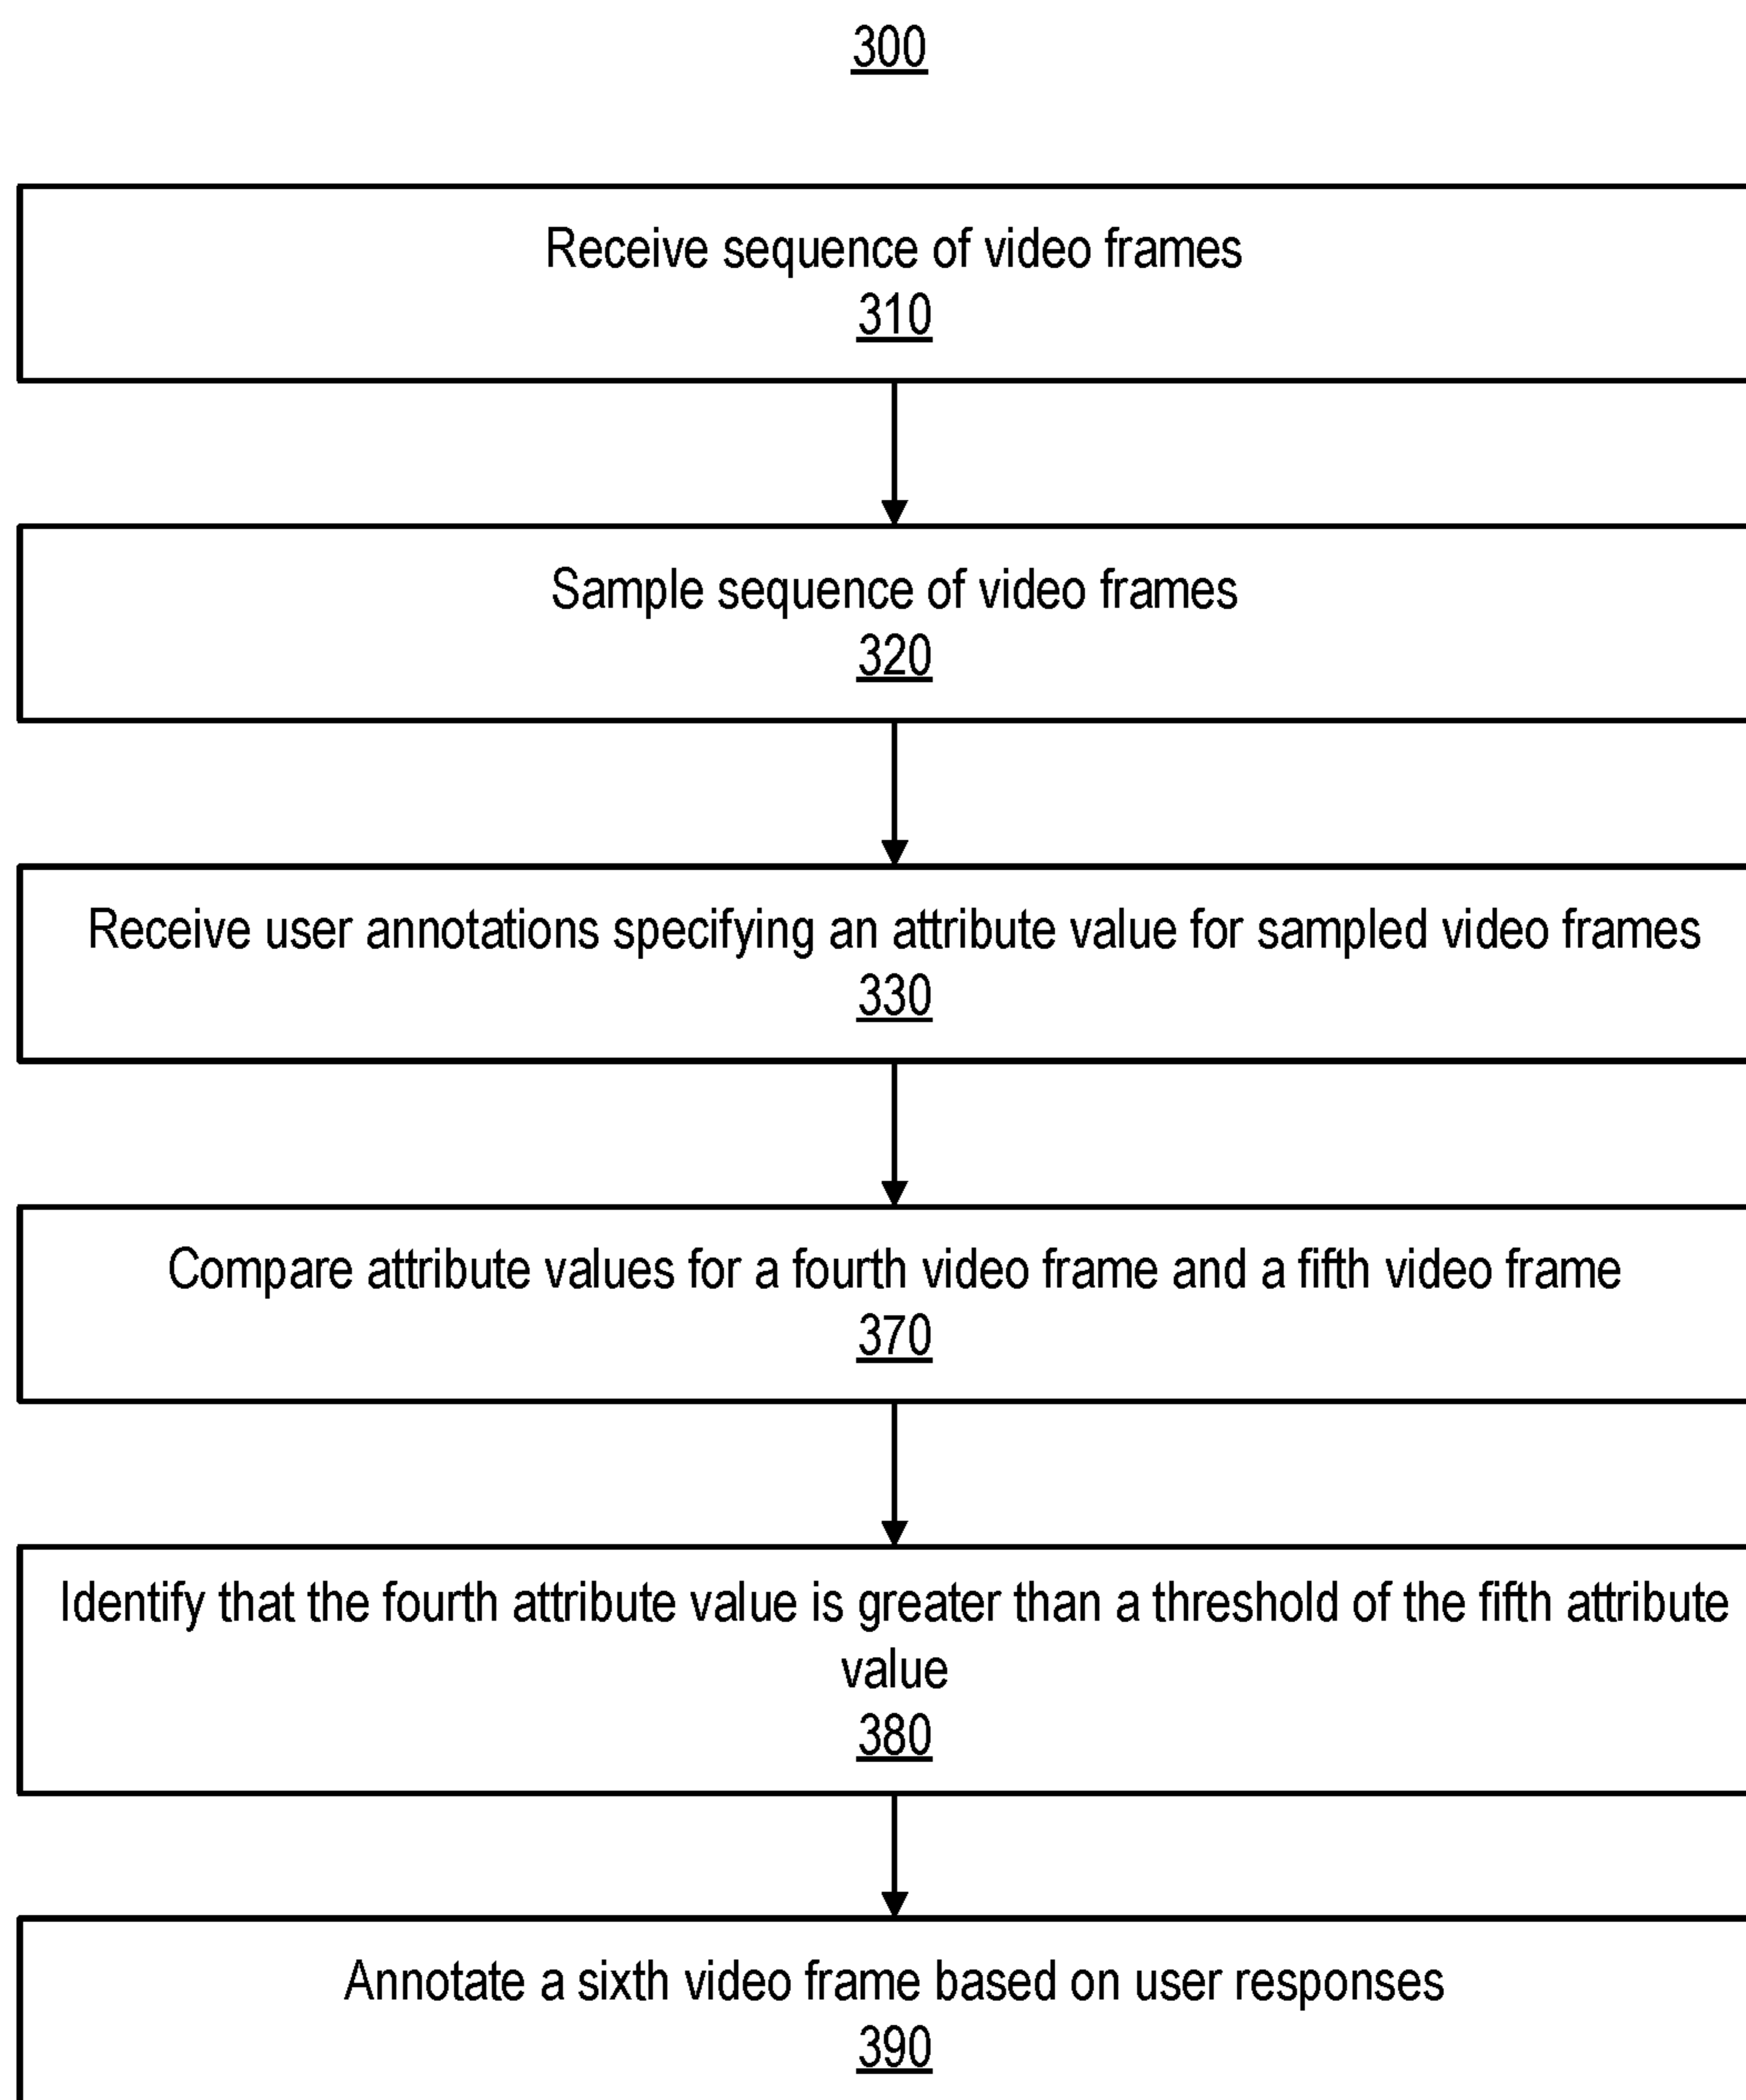 300
Receive sequence of video frames
310
Sample sequence of video frames
320
Receive user annotations specifying an attribute value for sampled video frames
330
Compare attribute values for a fourth video frame and a fifth video frame
370
Identify that the fourth attribute value is greater than a threshold of the fifth attribute
value
380
Annotate a sixth video frame based on user responses
390